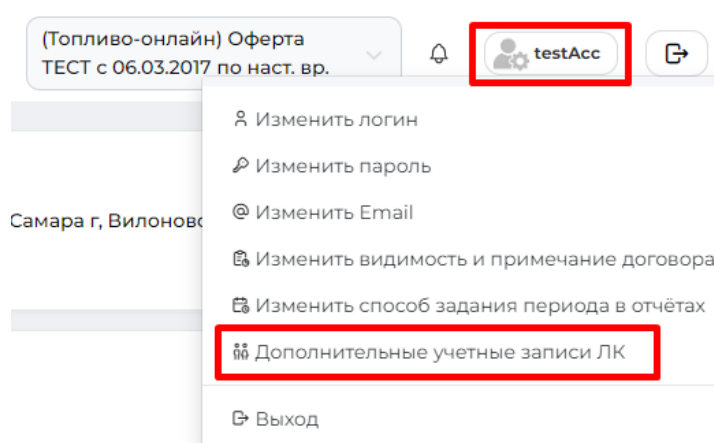 (Топливо-онлайн) Оферта
ТЕСТ с 06.03.2017 по наст. вр.
testAcc
Изменить логин
Изменить пароль
Самара г, Вилоновс
Изменить Email
Изменить видимость и примечание договора
Изменить способ задания периода в отчётах
Дополнительные учетные записи ЛК
Выход